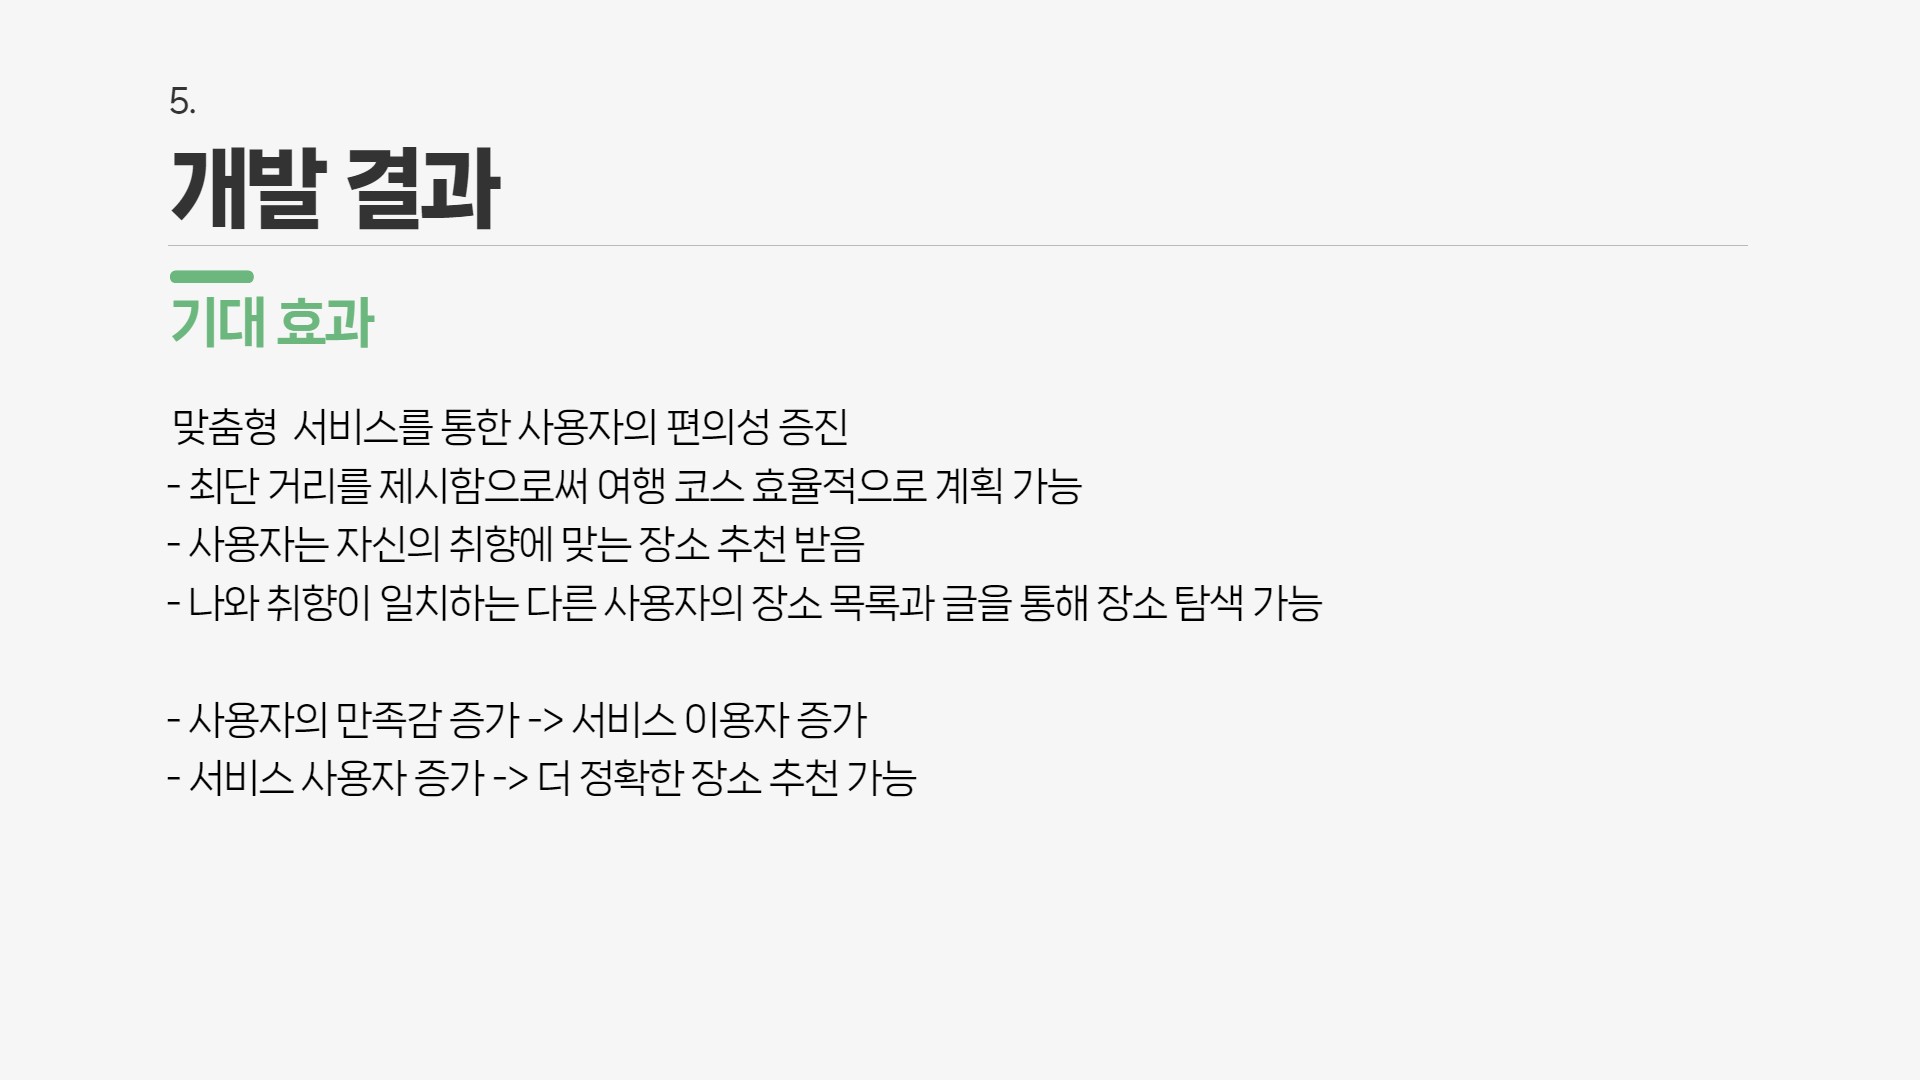 5.
개발 결과
기대 효과
맞춤형 서비스를 통한 사용자의 편의성 증진
- 최단 거리를 제시함으로써 여행 코스 효율적으로 계획 가능
- 사용자는 자신의 취향에 맞는 장소 추천 받음
- 나와 취향이 일치하는 다른 사용자의 장소 목록과 글을 통해 장소 탐색 가능
- 사용자의 만족감 증가 -> 서비스 이용자 증가
- 서비스 사용자 증가 -> 더 정확한 장소 추천 가능